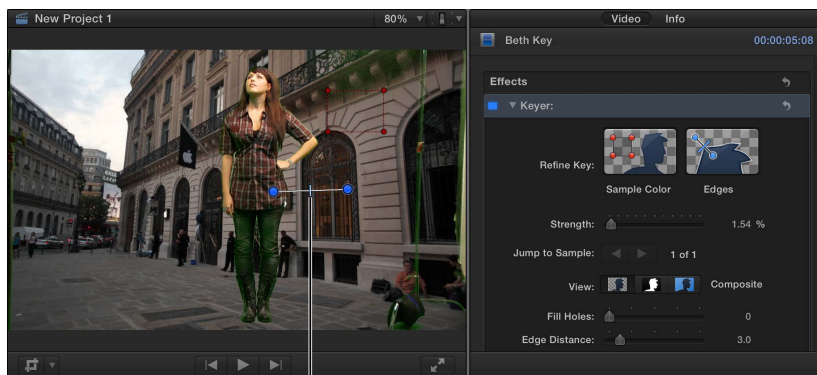 New Project 1
80%
Video
Info
Beth Key
00:00:05:08
Effects
Keyer:
Refine Key:
Sample Color
Edges
Strength:
1.54 %
Jump to Sample:
1 of 1
View:
Composite
Fill Holes:
0
Edge Distance:
3.0